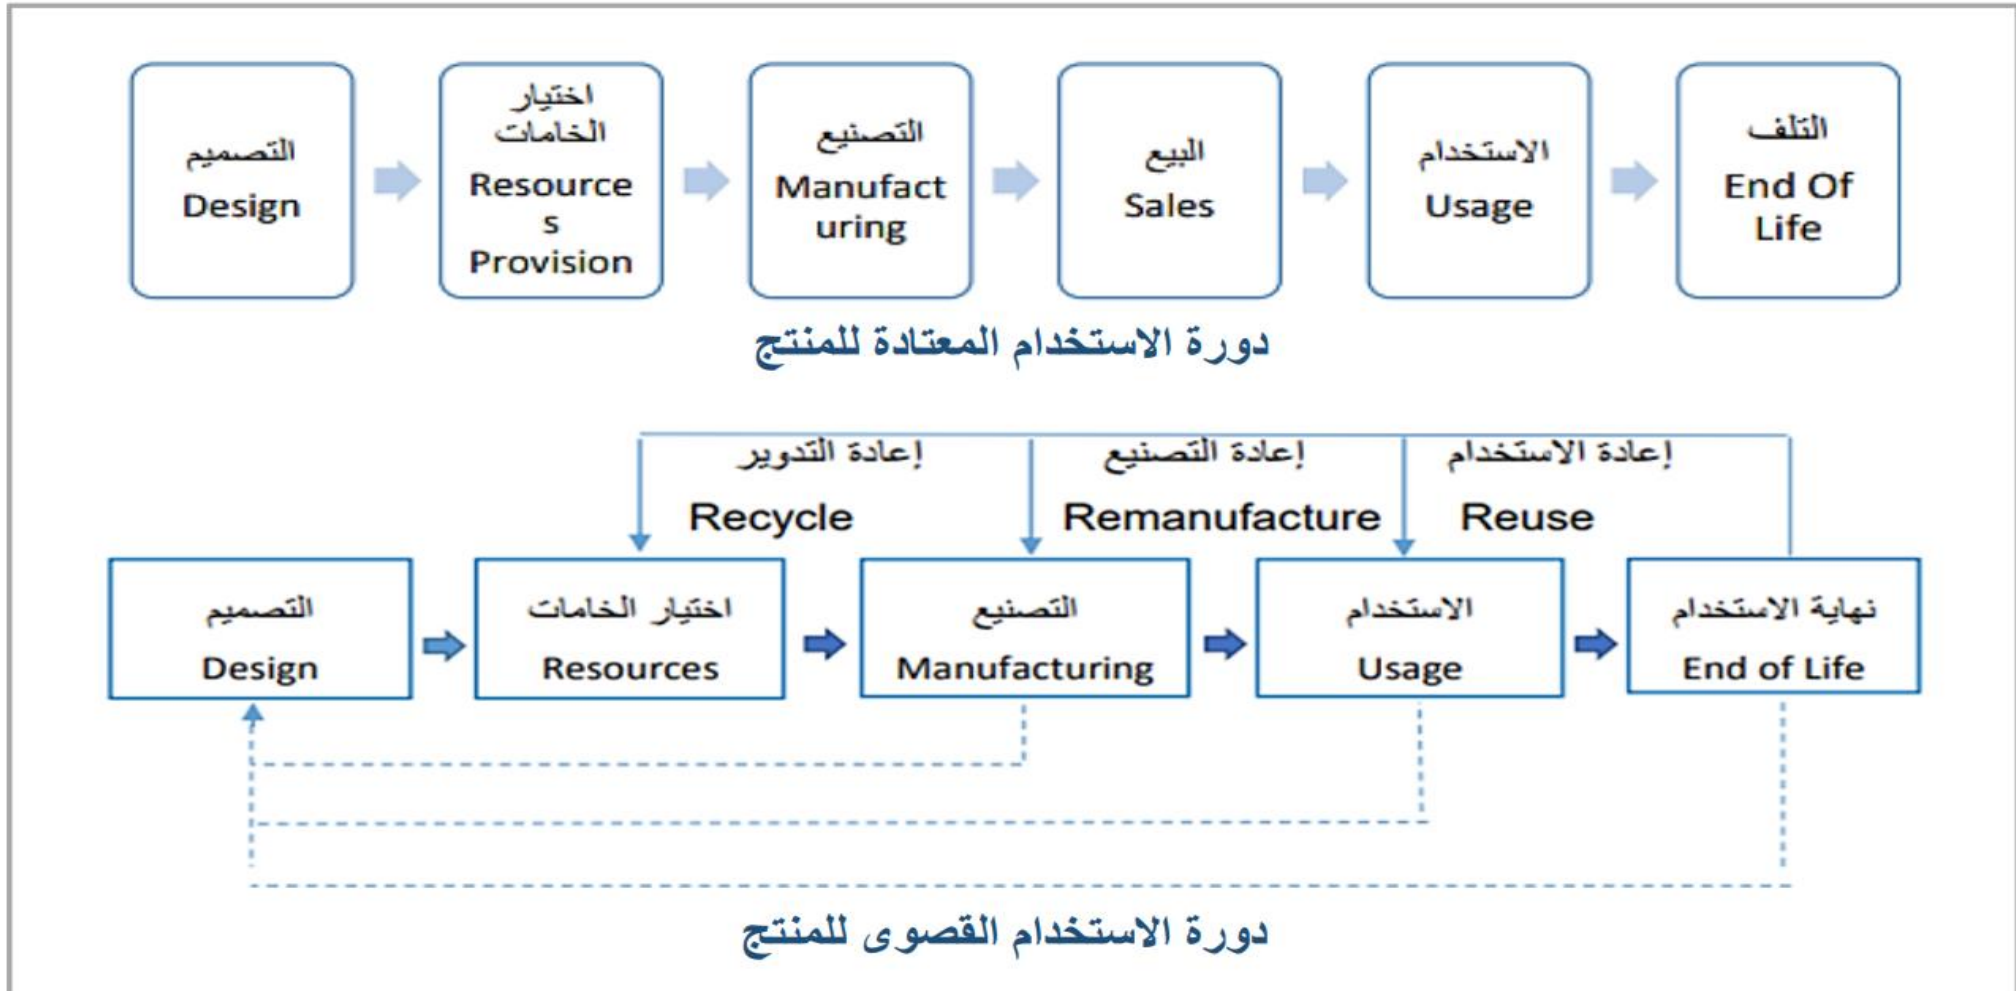 التصميم
Design
اختيار
الخامات
Resource
s
Provision
التصنيع
Manufact
uring
البيع
Sales
الاستخدام
Usage
التلف
End Of
Life
دورة الاستخدام المعتادة للمنتج
إعادة التدوير
Recycle
إعادة التصنيع
Remanufacture
إعادة الاستخدام
Reuse
التصميم
Design
اختيار الخامات
Resources
التصنيع
Manufacturing
الاستخدام
Usage
نهاية الاستخدام
End of Life
دورة الاستخدام القصوى للمنتج